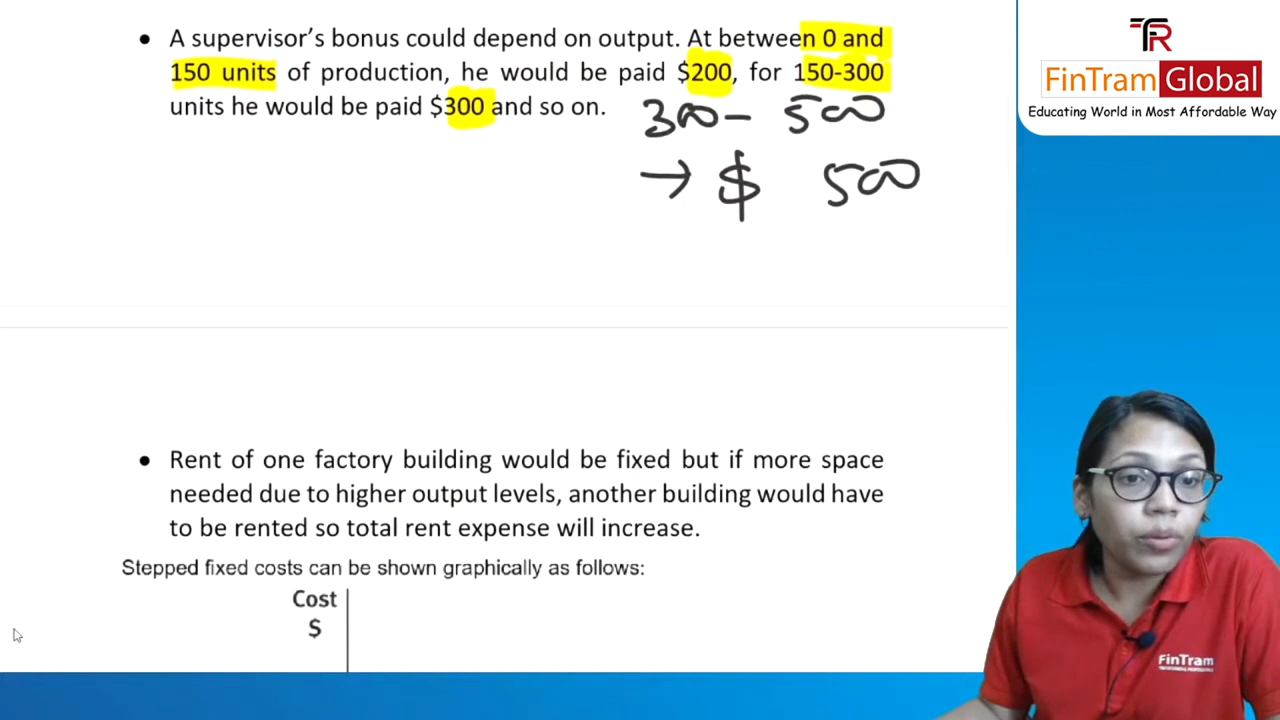 • A supervisor's bonus could depend on output. At between 0 and
150 units of production, he would be paid $200, for 150-300
units he would be paid $300 and so on.
300 - 500
→ $ 500
• Rent of one factory building would be fixed but if more space
needed due to higher output levels, another building would have
to be rented so total rent expense will increase.
Stepped fixed costs can be shown graphically as follows:
Cost
$
TR
FinTram Global
Educating World in Most Affordable Way
FinTram